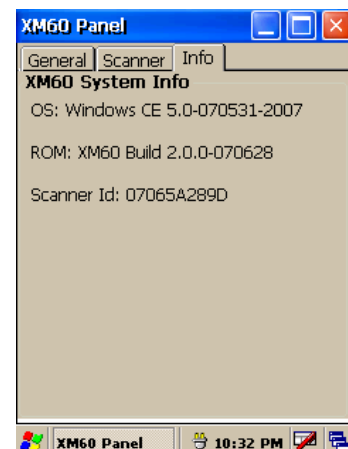 XM60 Panel
General Scanner Info
XM60 System Info
OS: Windows CE 5.0-070531-2007
ROM: XM60 Build 2.0.0-070628
Scanner Id: 07065A289D
XM60 Panel 10:32 PM